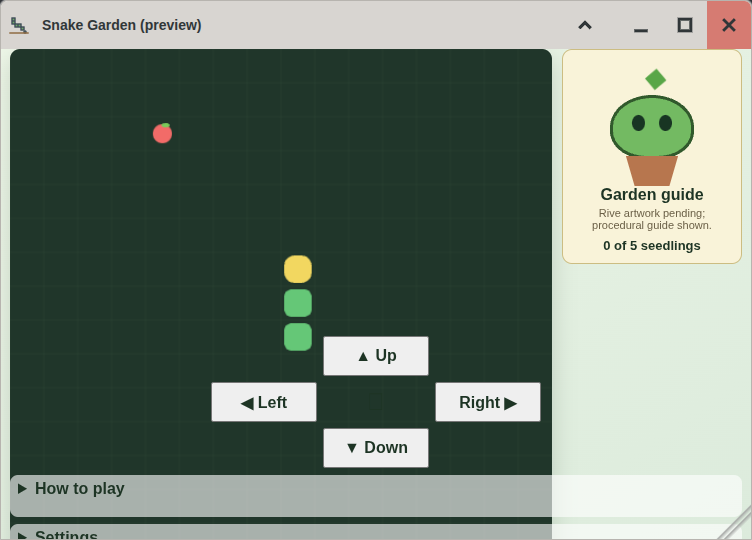 Snake Garden (preview)
Garden guide
Rive artwork pending;
procedural guide shown.
0 of 5 seedlings
▲ Up
◀ Left
Right ▶
▼ Down
▶ How to play
▶ Settings